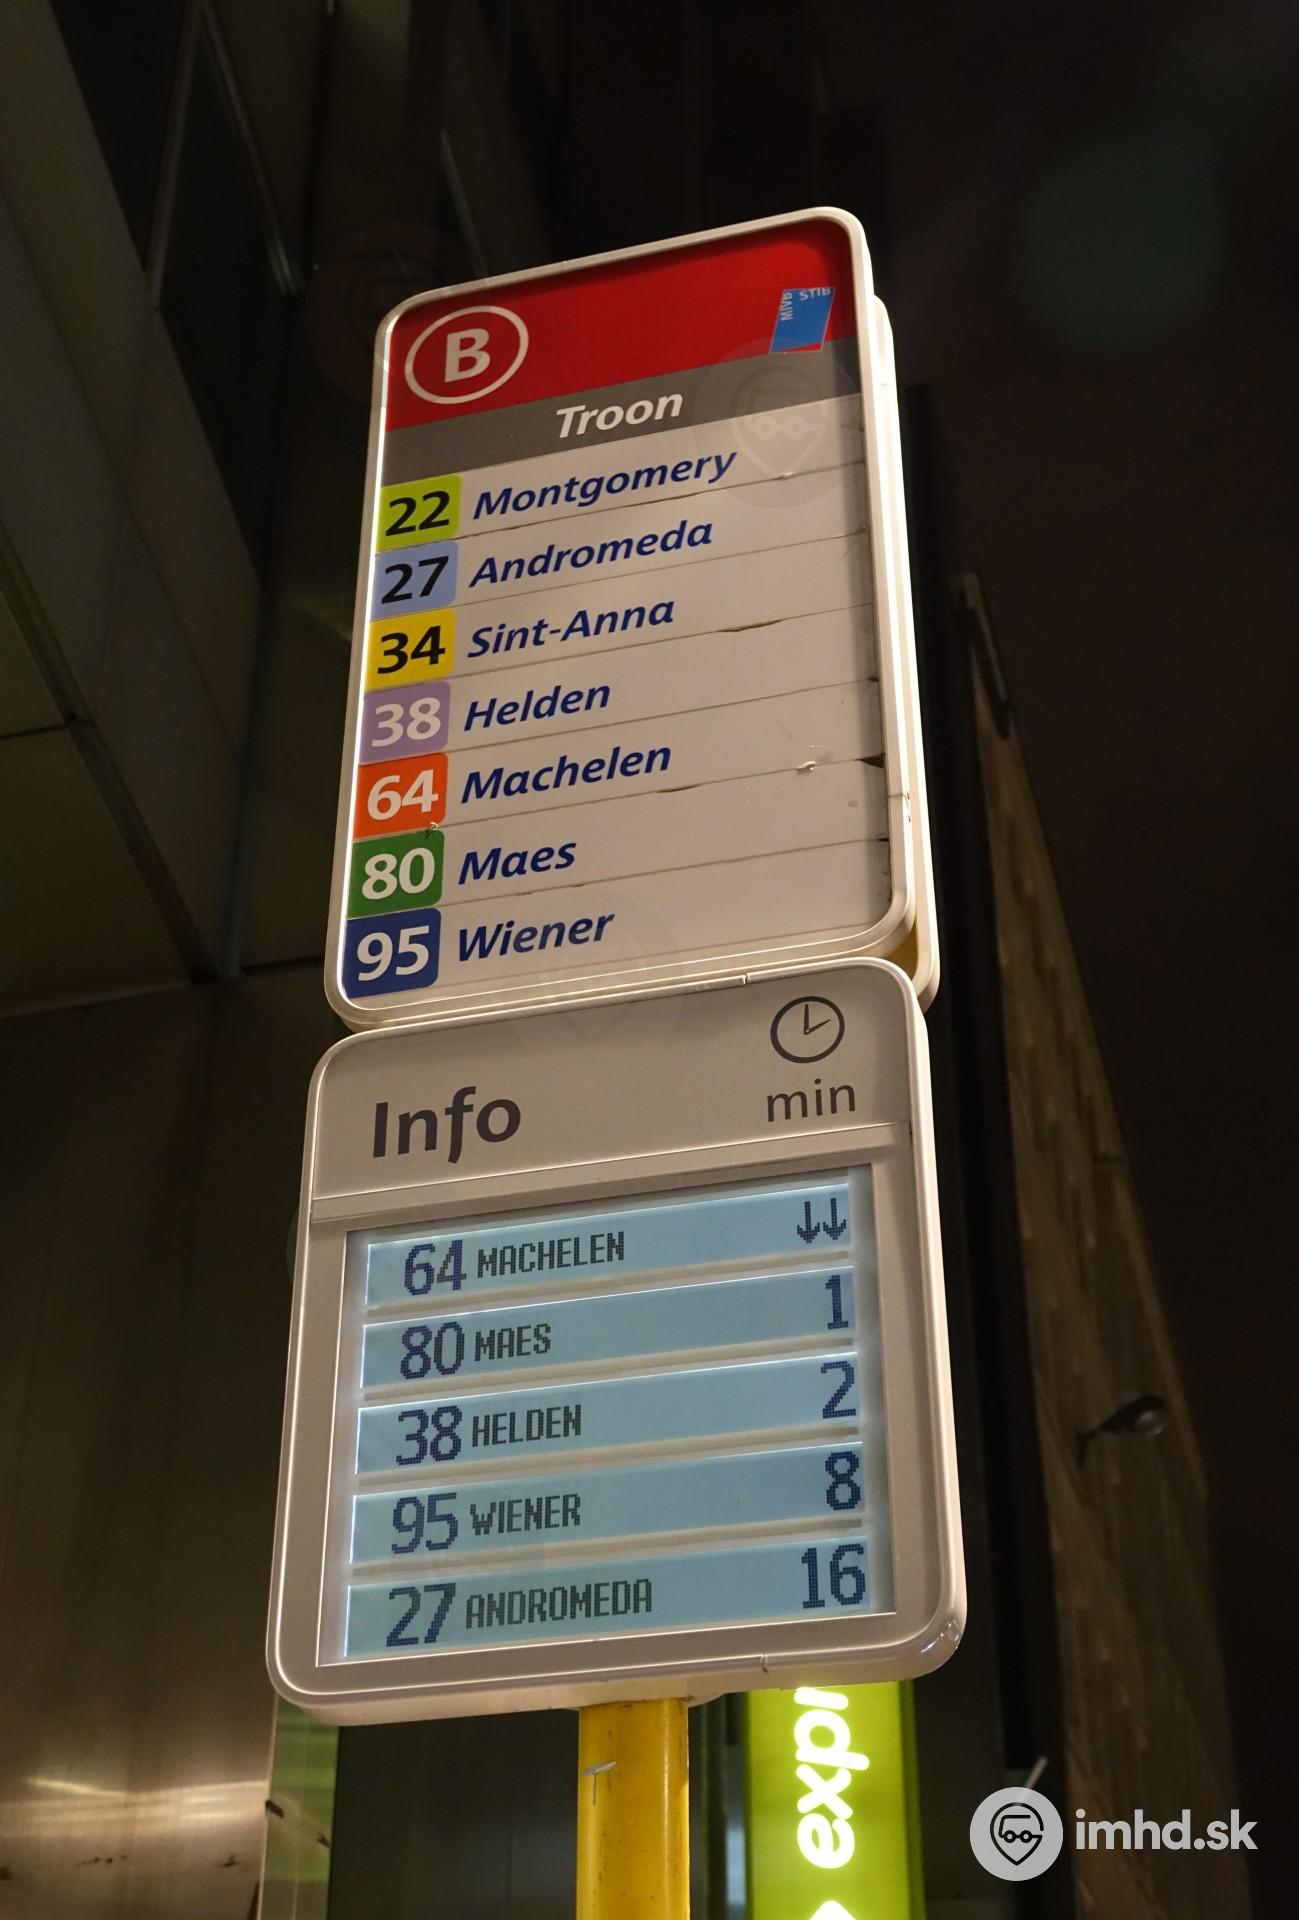 B
MIVB STIB
Troon
22 Montgomery
27 Andromeda
34 Sint-Anna
38 Helden
64 Machelen
80 Maes
95 Wiener
Info
min
64 MACHELEN ↓↓
80 MAES 1
38 HELDEN 2
95 WIENER 8
27 ANDROMEDA 16
imhd.sk